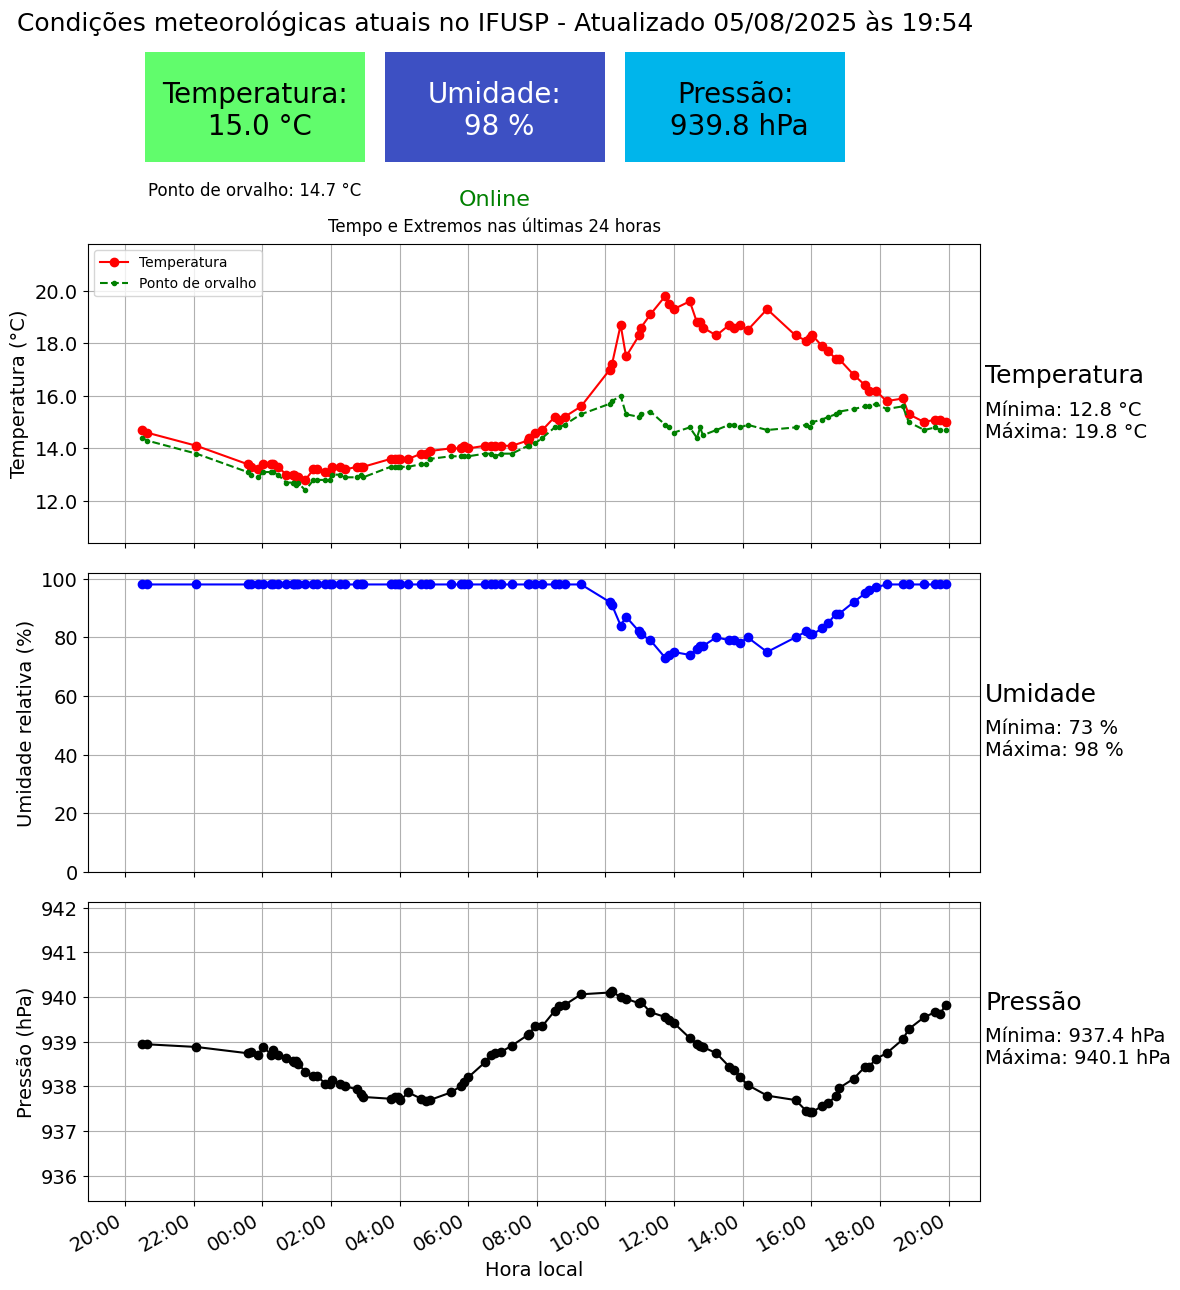 Condições meteorológicas atuais no IFUSP - Atualizado 05/08/2025 às 19:54
Temperatura:
15.0 °C
Umidade:
98 %
Pressão:
939.8 hPa
Ponto de orvalho: 14.7 °C
Online
Tempo e Extremos nas últimas 24 horas
Temperatura
Ponto de orvalho
Temperatura (°C)
20.0
18.0
16.0
14.0
12.0
Temperatura
Mínima: 12.8 °C
Máxima: 19.8 °C
Umidade relativa (%)
100
80
60
40
20
0
Umidade
Mínima: 73 %
Máxima: 98 %
Pressão (hPa)
942
941
940
939
938
937
936
Pressão
Mínima: 937.4 hPa
Máxima: 940.1 hPa
20:00
22:00
00:00
02:00
04:00
06:00
08:00
10:00
12:00
14:00
16:00
18:00
20:00
Hora local